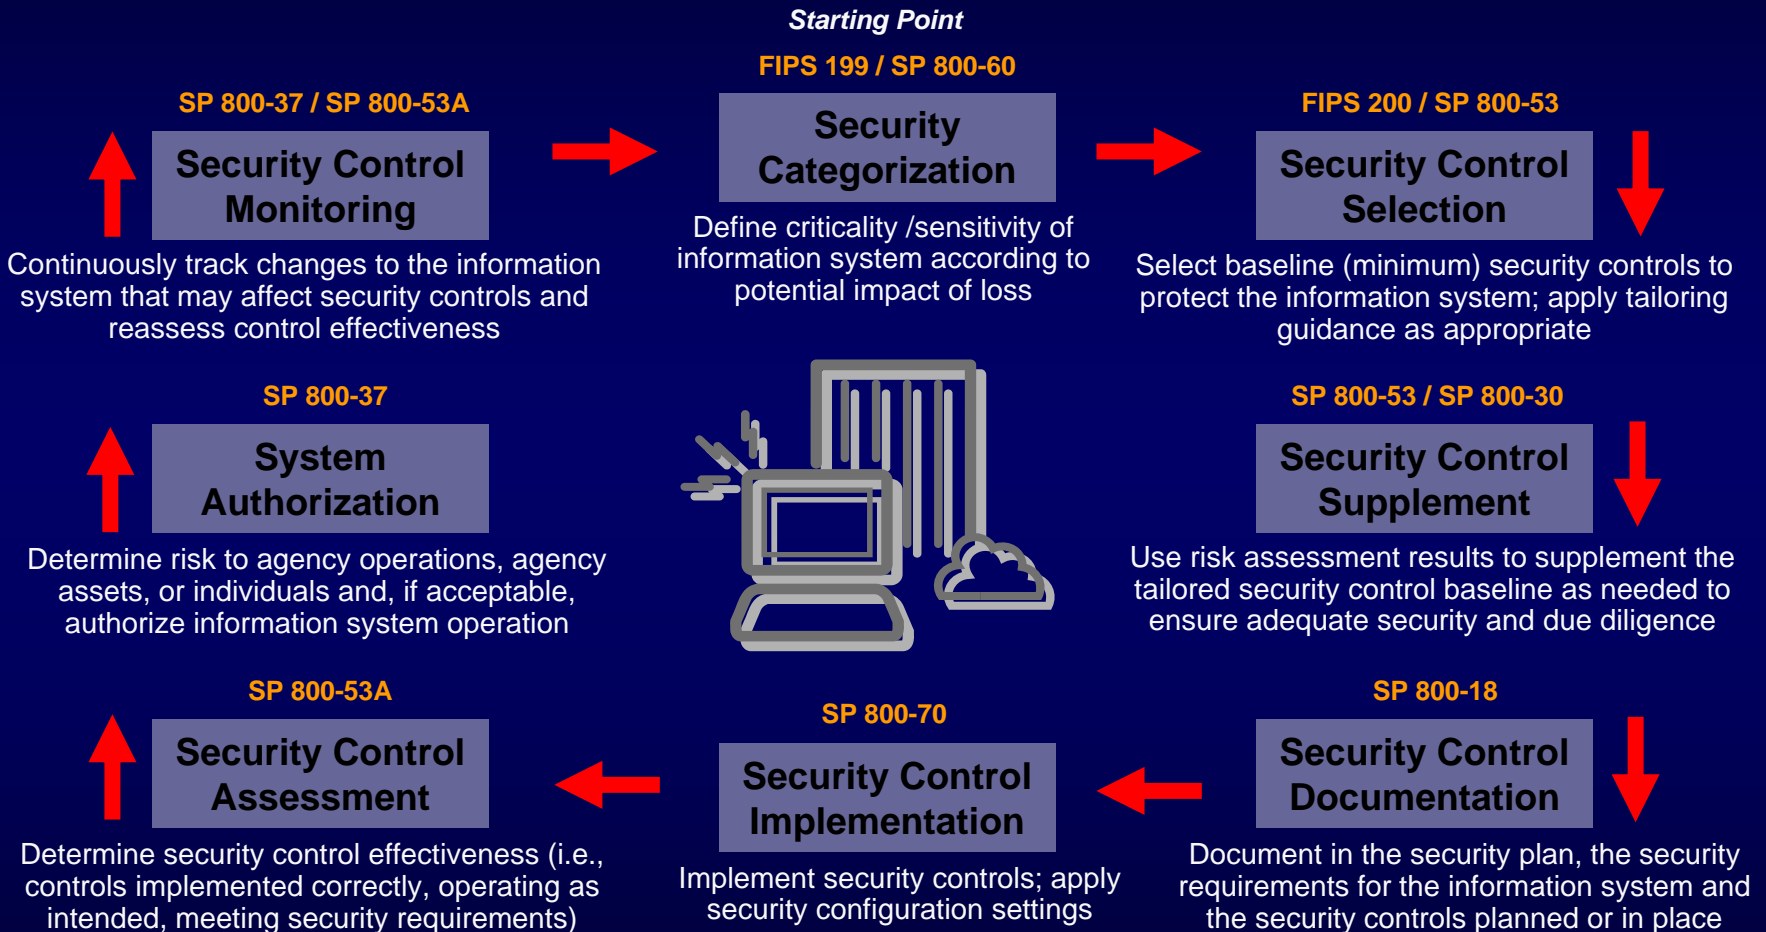 Starting Point
FIPS 199 / SP 800-60
Security
Categorization
Define criticality /sensitivity of
information system according to
potential impact of loss
FIPS 200 / SP 800-53
Security Control
Selection
Select baseline (minimum) security controls to
protect the information system; apply tailoring
guidance as appropriate
SP 800-53 / SP 800-30
Security Control
Supplement
Use risk assessment results to supplement the
tailored security control baseline as needed to
ensure adequate security and due diligence
SP 800-18
Security Control
Documentation
Document in the security plan, the security
requirements for the information system and
the security controls planned or in place
SP 800-70
Security Control
Implementation
Implement security controls; apply
security configuration settings
SP 800-53A
Security Control
Assessment
Determine security control effectiveness (i.e.,
controls implemented correctly, operating as
intended, meeting security requirements)
SP 800-37
System
Authorization
Determine risk to agency operations, agency
assets, or individuals and, if acceptable,
authorize information system operation
SP 800-37 / SP 800-53A
Security Control
Monitoring
Continuously track changes to the information
system that may affect security controls and
reassess control effectiveness